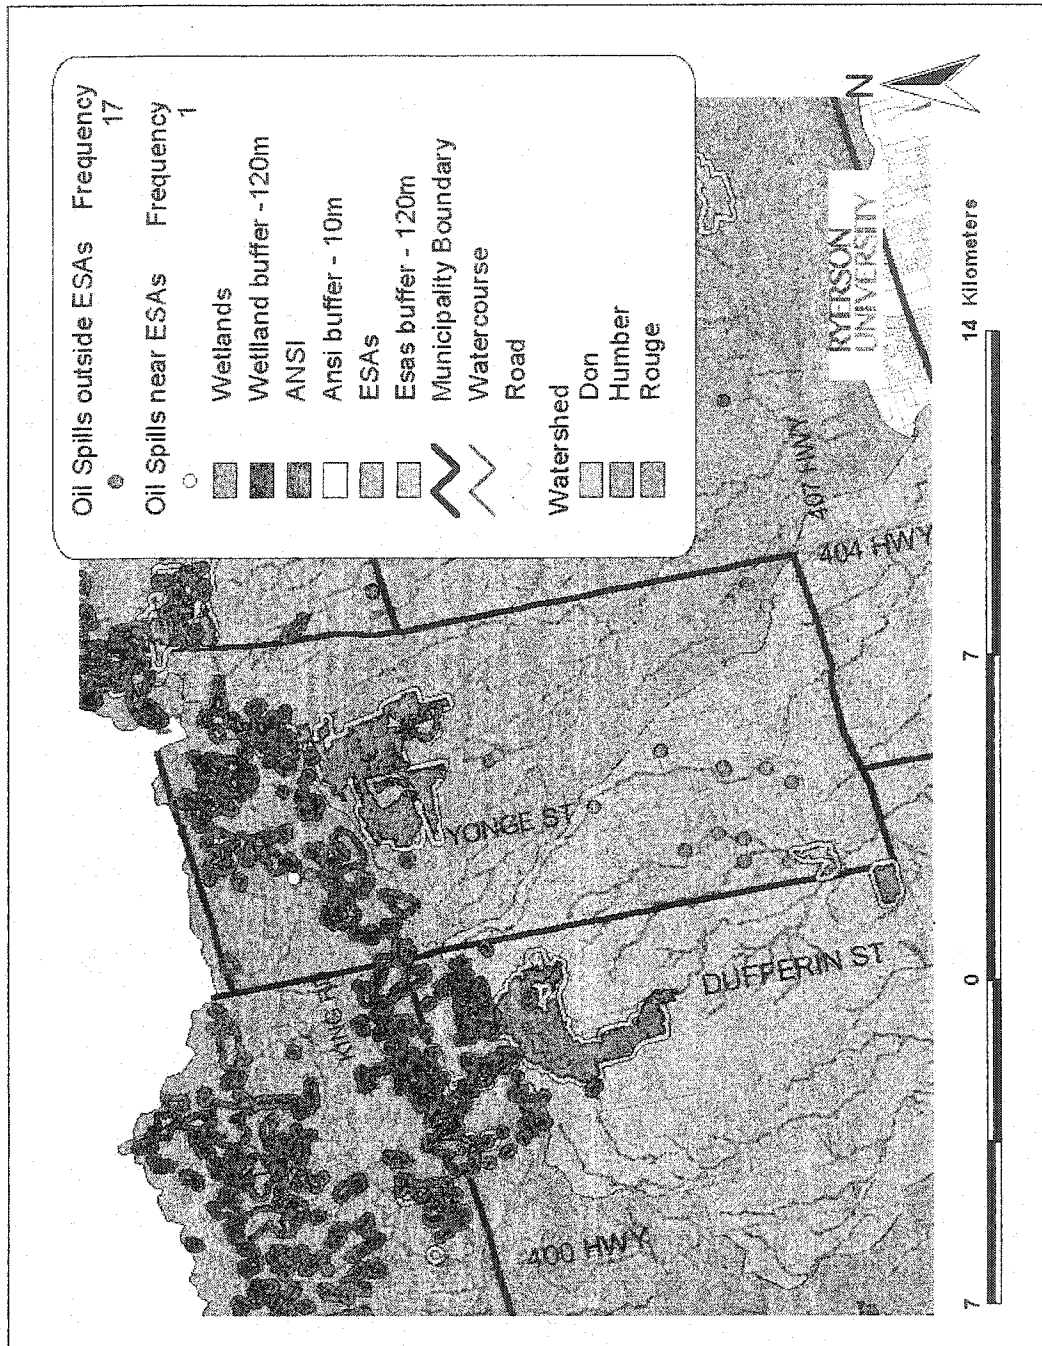 Oil Spills outside ESAs Frequency
17
Oil Spills near ESAs Frequency
1
Wetlands
Wetlland buffer -120m
ANSI
Ansi buffer - 10m
ESAs
Esas buffer - 120m
Municipality Boundary
Watercourse
Road
Watershed
Don
Humber
Rouge
YONGE ST
DUFFERIN ST
400 HWY
404 HWY
407 HWY
KING
RYERSON
UNIVERSITY
N
7 0 7 14 Kilometers